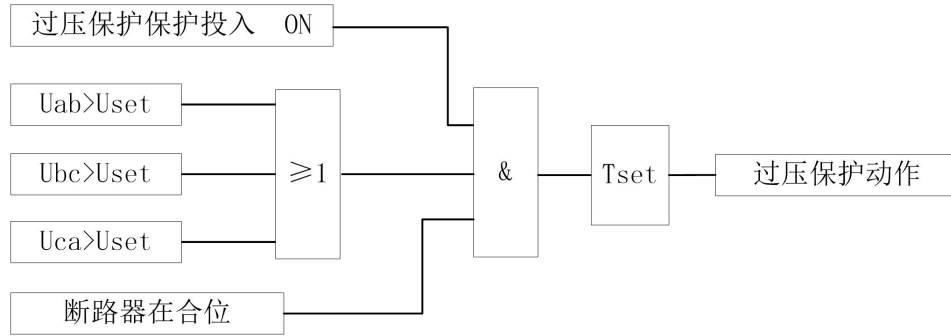 过压保护保护投入 ON
Uab>Uset
Ubc>Uset
≥1
&
Tset
过压保护动作
Uca>Uset
断路器在合位